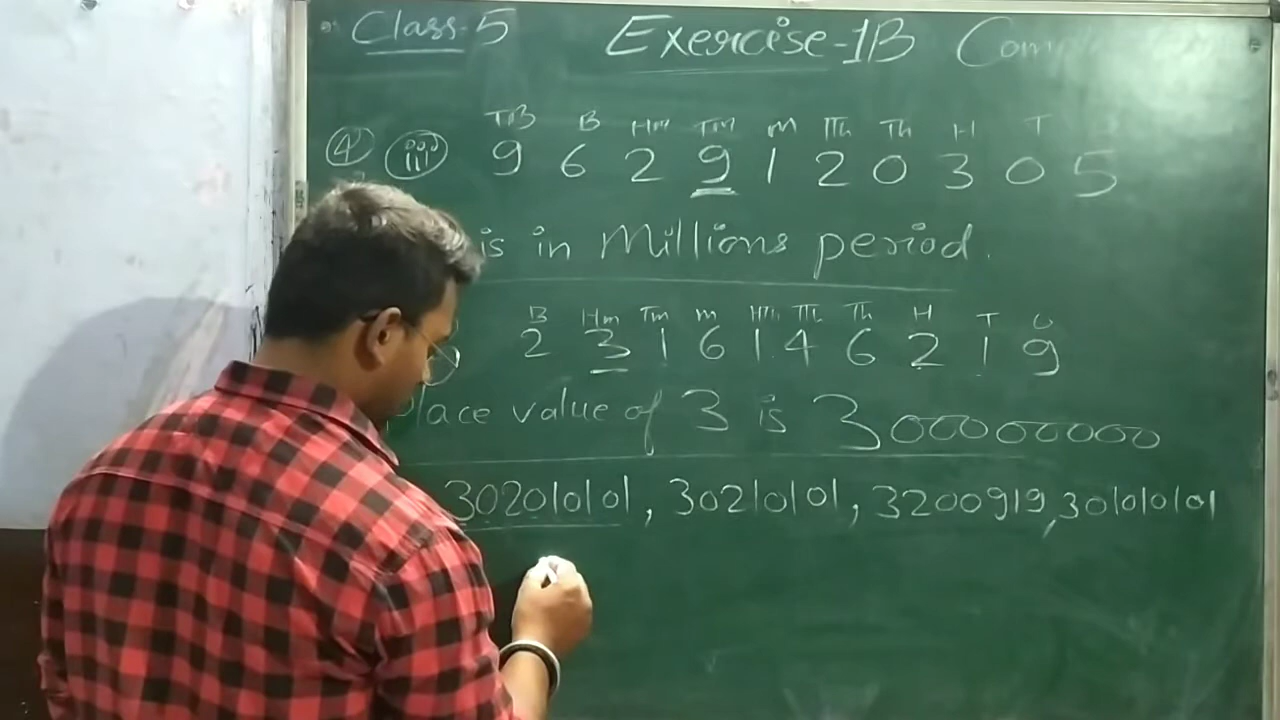 Class-5 Exercise-1B
TB B Hm TM M TTh Th H T
4 iii 9 6 2 9 1 2 0 3 0 5
is in Millions period.
B Hm Tm m HTh TTh Th H T O
2 3 1 6 1 4 6 2 1 9
Place value of 3 is 300000000
30201010, 3021010, 3200919, 30101010